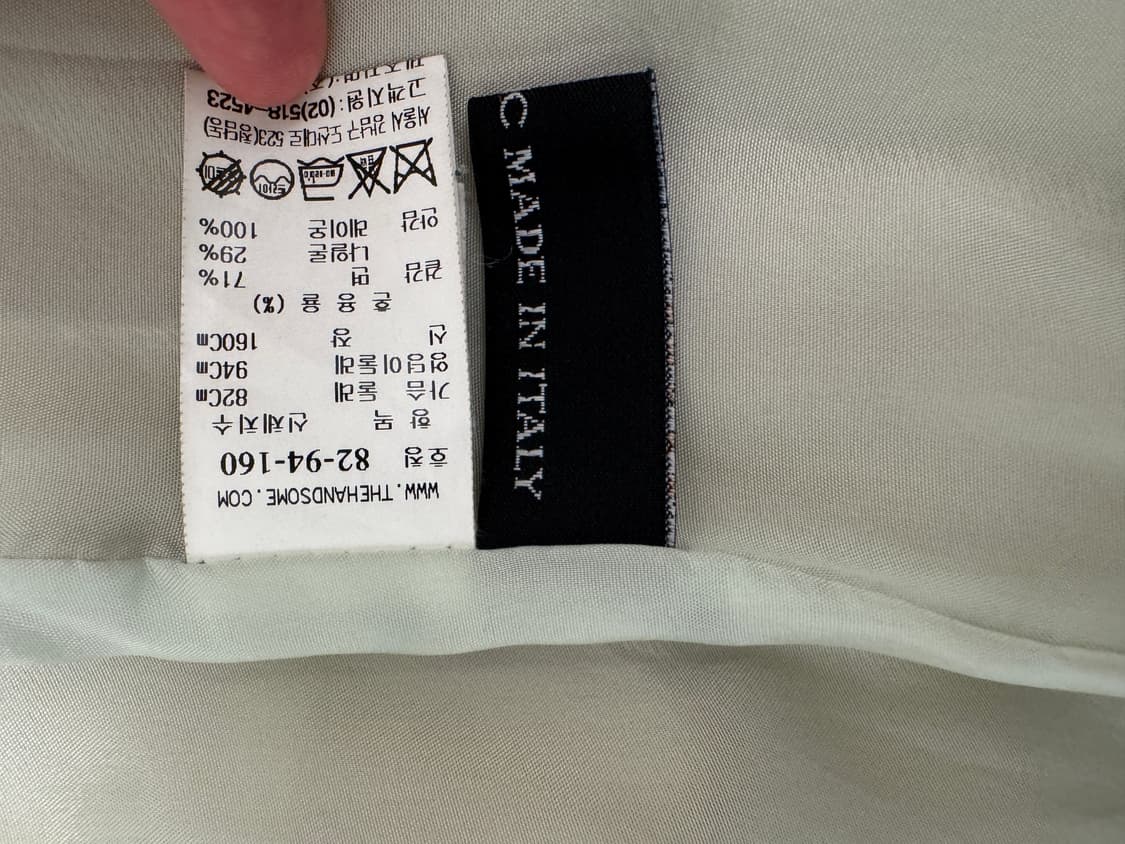 WWW.THEHANDSOME.COM
호칭 82-94-160
항 목 신체치수
가슴 둘레 82Cm
엉덩이둘레 94Cm
신 장 160Cm
혼 용 율 (%)
겉감 면 71%
나일론 29%
안감 레이온 100%
서울시 강남구 도산대로 523(청담동)
고객지원:(02)518-4523
C MADE IN ITALY